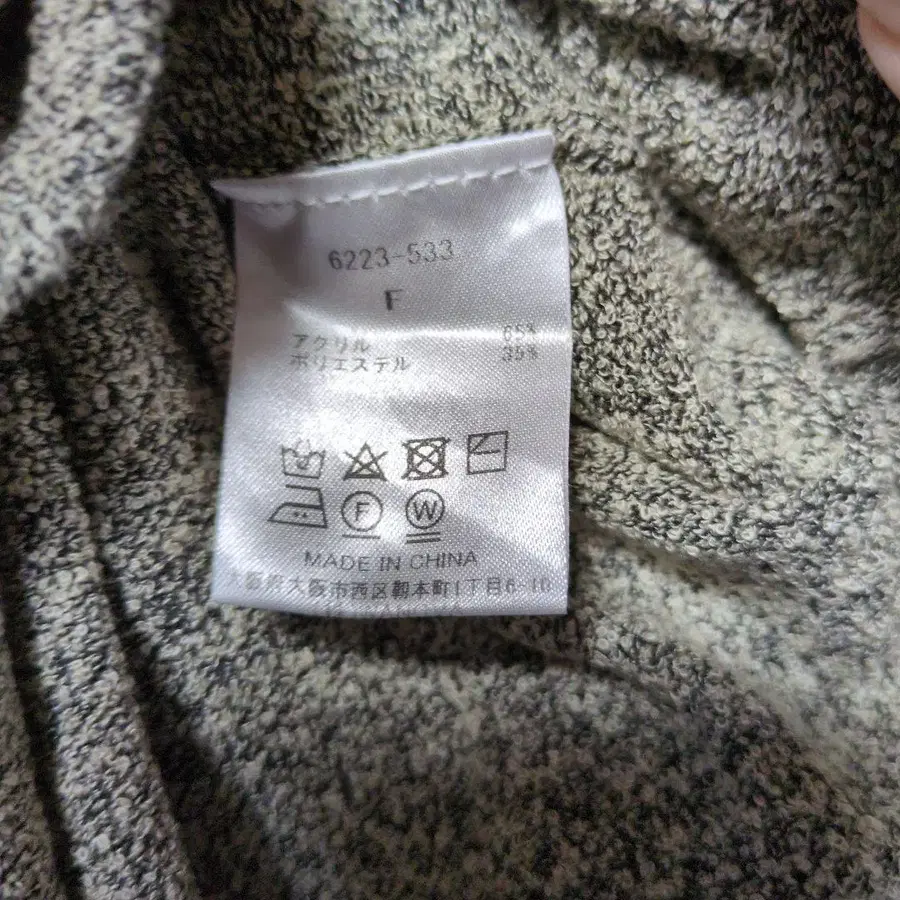 6223-533
F
アクリル 65%
ポリエステル 35%
F W
MADE IN CHINA
大阪府大阪市西区靱本町1丁目6-10